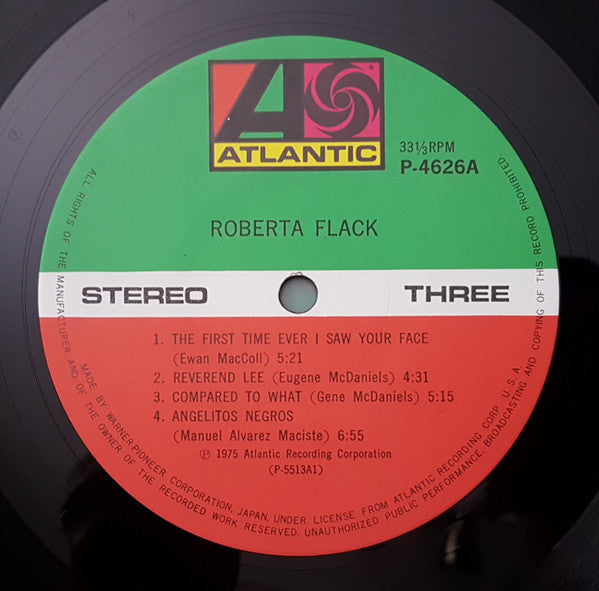 ATLANTIC
33⅓RPM
P-4626A
ROBERTA FLACK
STEREO
THREE
1. THE FIRST TIME EVER I SAW YOUR FACE
(Ewan MacColl) 5:21
2. REVEREND LEE (Eugene McDaniels) 4:31
3. COMPARED TO WHAT (Gene McDaniels) 5:15
4. ANGELITOS NEGROS
(Manuel Alvarez Maciste) 6:55
℗ 1975 Atlantic Recording Corporation
(P-5513A1)
MADE BY WARNER-PIONEER CORPORATION, JAPAN, UNDER LICENSE FROM ATLANTIC RECORDING CORP. U.S.A.
ALL RIGHTS OF THE MANUFACTURER AND OF THE OWNER OF THE RECORDED WORK RESERVED. UNAUTHORIZED PUBLIC PERFORMANCE, BROADCASTING AND COPYING OF THIS RECORD PROHIBITED